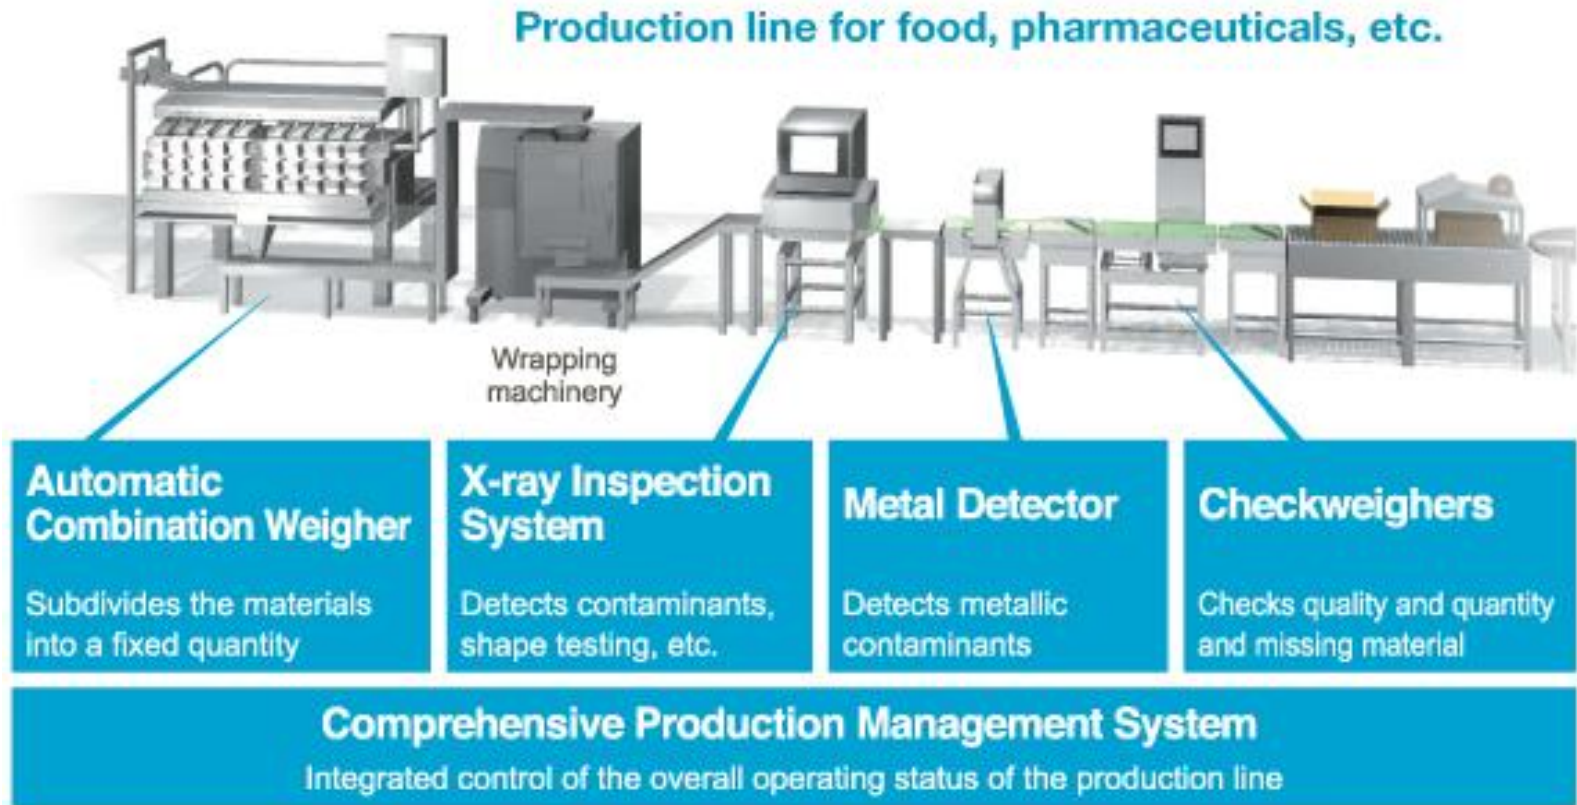 Production line for food, pharmaceuticals, etc.
Wrapping
machinery
Automatic
Combination Weigher
Subdivides the materials
into a fixed quantity
X-ray Inspection
System
Detects contaminants,
shape testing, etc.
Metal Detector
Detects metallic
contaminants
Checkweighers
Checks quality and quantity
and missing material
Comprehensive Production Management System
Integrated control of the overall operating status of the production line